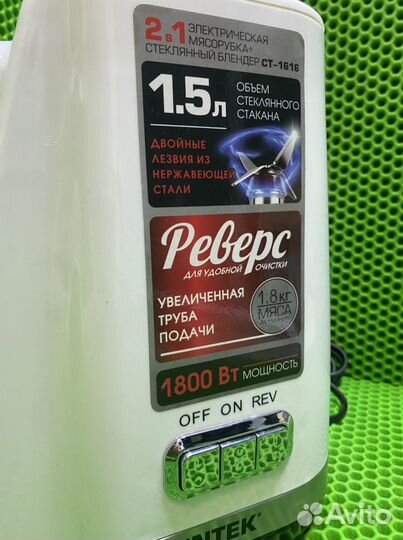 2 в 1 ЭЛЕКТРИЧЕСКАЯ
МЯСОРУБКА+
СТЕКЛЯННЫЙ БЛЕНДЕР CT-1616
1.5л
ОБЪЕМ
СТЕКЛЯННОГО
СТАКАНА
ДВОЙНЫЕ
ЛЕЗВИЯ ИЗ
НЕРЖАВЕЮЩЕЙ
СТАЛИ
Реверс
ДЛЯ УДОБНОЙ ОЧИСТКИ
УВЕЛИЧЕННАЯ
ТРУБА
ПОДАЧИ
1.8кг
МЯСА
1800 Вт МОЩНОСТЬ
OFF ON REV
NTEK
Avito